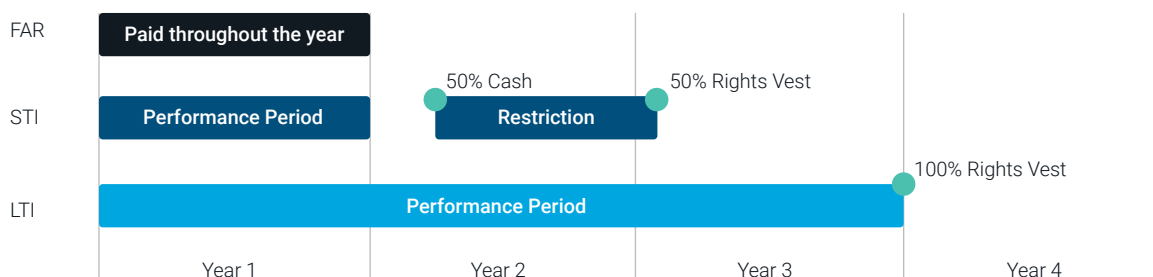 FAR
Paid throughout the year
50% Cash
50% Rights Vest
STI
Performance Period
Restriction
100% Rights Vest
LTI
Performance Period
Year 1
Year 2
Year 3
Year 4